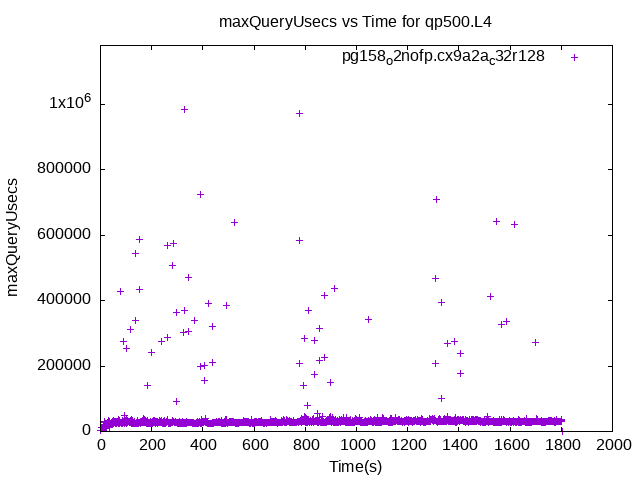 maxQueryUsecs vs Time for qp500.L4
pg158o2nofp.cx9a2ac32r128
1x10^6
800000
600000
400000
200000
0
maxQueryUsecs
0 200 400 600 800 1000 1200 1400 1600 1800 2000
Time(s)